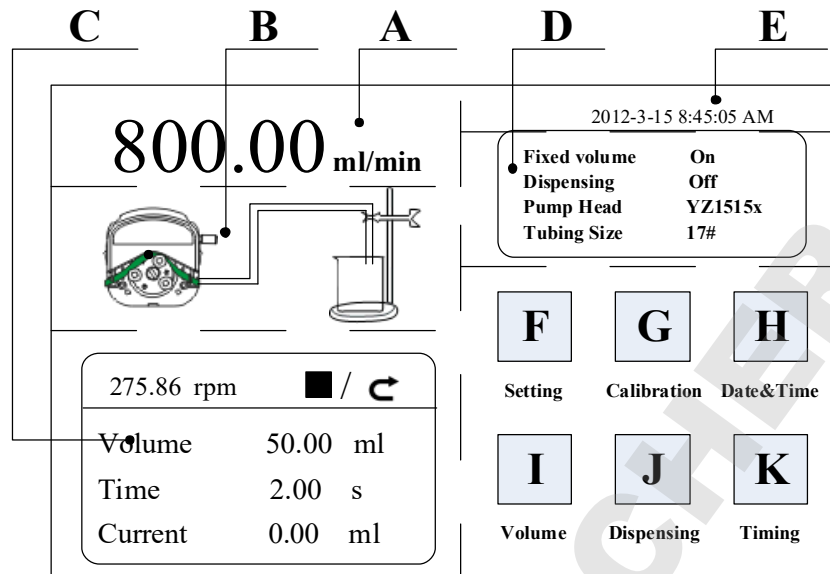 C B A D E
2012-3-15 8:45:05 AM
800.00 ml/min
Fixed volume On
Dispensing Off
Pump Head YZ1515x
Tubing Size 17#
F G H
Setting Calibration Date&Time
275.86 rpm /
Volume 50.00 ml
Time 2.00 s
Current 0.00 ml
I J K
Volume Dispensing Timing